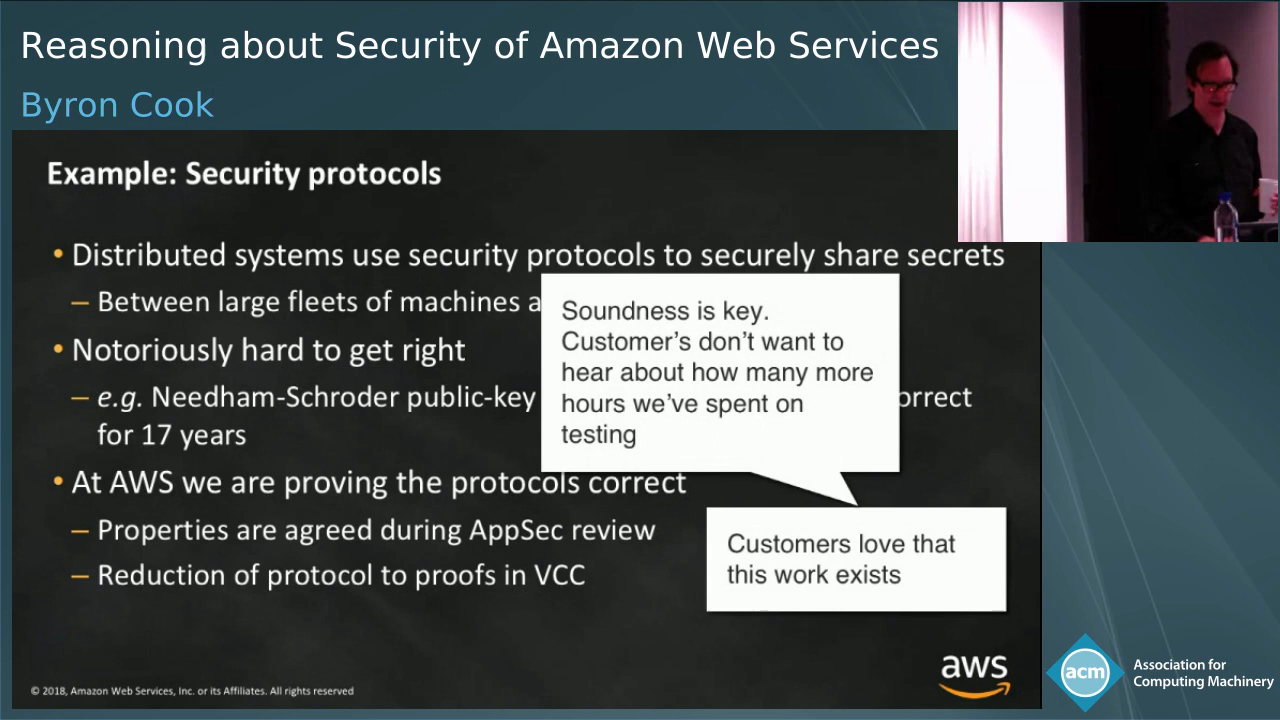 Reasoning about Security of Amazon Web Services
Byron Cook
Example: Security protocols
• Distributed systems use security protocols to securely share secrets
– Between large fleets of machines a
• Notoriously hard to get right
– e.g. Needham-Schroder public-key orrect
for 17 years
• At AWS we are proving the protocols correct
– Properties are agreed during AppSec review
– Reduction of protocol to proofs in VCC
Soundness is key.
Customer’s don’t want to
hear about how many more
hours we’ve spent on
testing
Customers love that
this work exists
© 2018, Amazon Web Services, Inc. or its Affiliates. All rights reserved
aws
acm
Association for
Computing Machinery